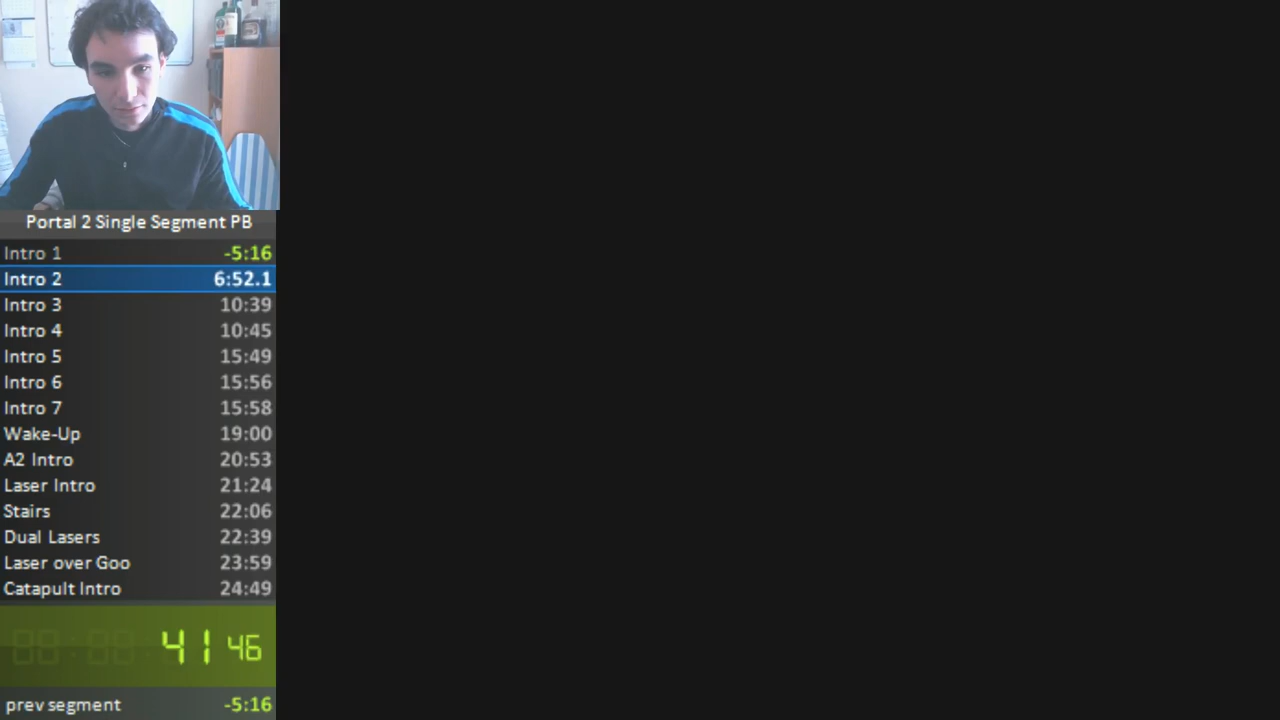 Portal 2 Single Segment PB
Intro 1 -5:16
Intro 2 6:52.1
Intro 3 10:39
Intro 4 10:45
Intro 5 15:49
Intro 6 15:56
Intro 7 15:58
Wake-Up 19:00
A2 Intro 20:53
Laser Intro 21:24
Stairs 22:06
Dual Lasers 22:39
Laser over Goo 23:59
Catapult Intro 24:49
41 46
prev segment -5:16